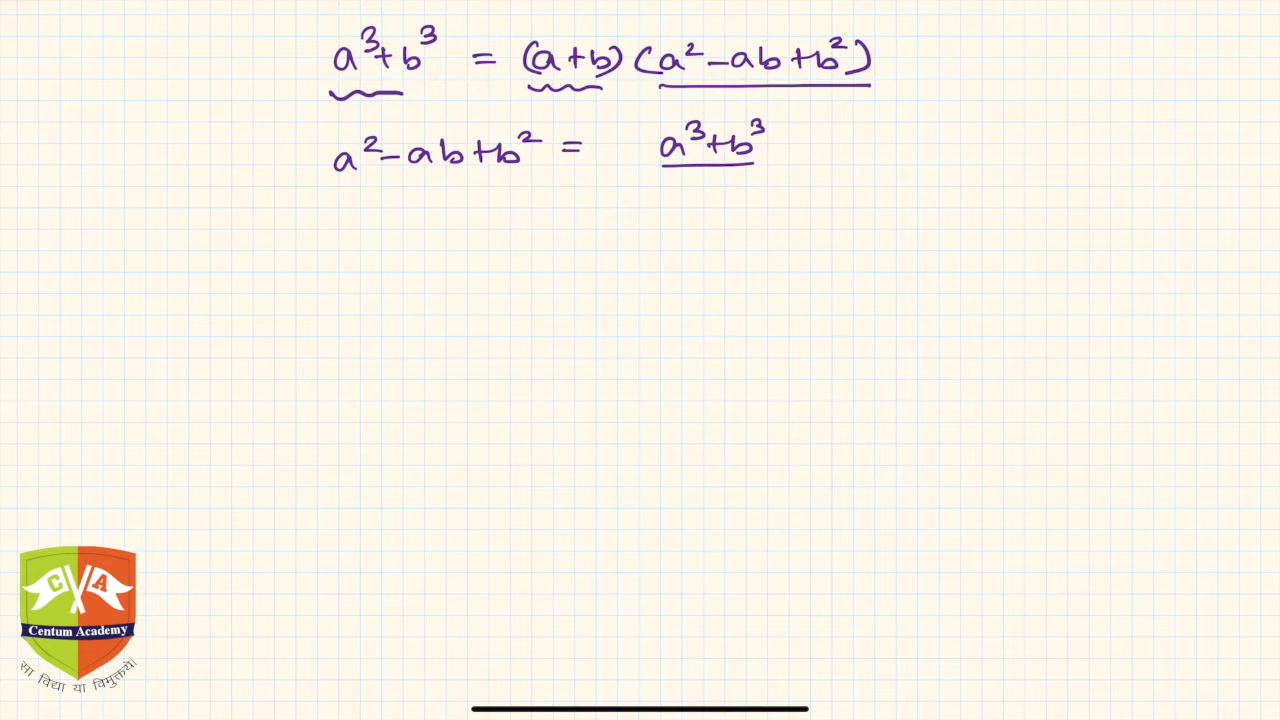 a³+b³ = (a+b) (a²-ab+b²)
a²-ab+b² = a³+b³
C A
Centum Academy
सा विद्या या विमुक्तये।